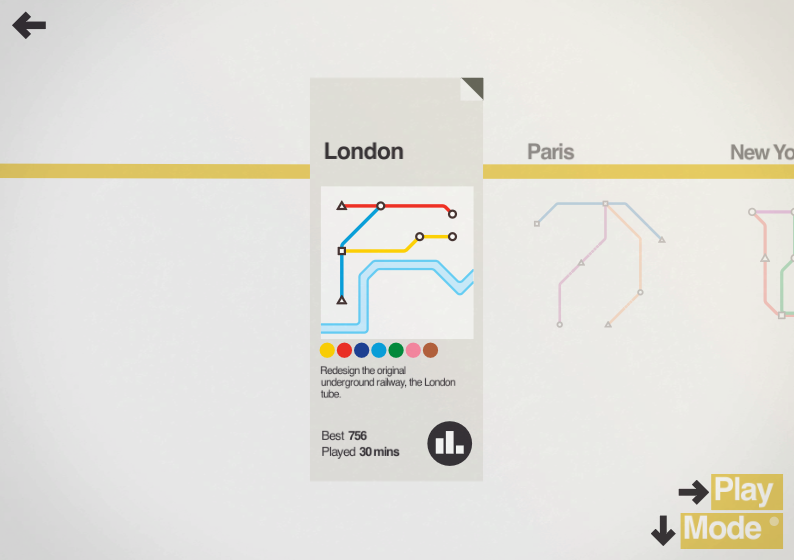 London
Paris
New Yo
Redesign the original
underground railway, the London
tube.
Best 756
Played 30 mins
Play
Mode